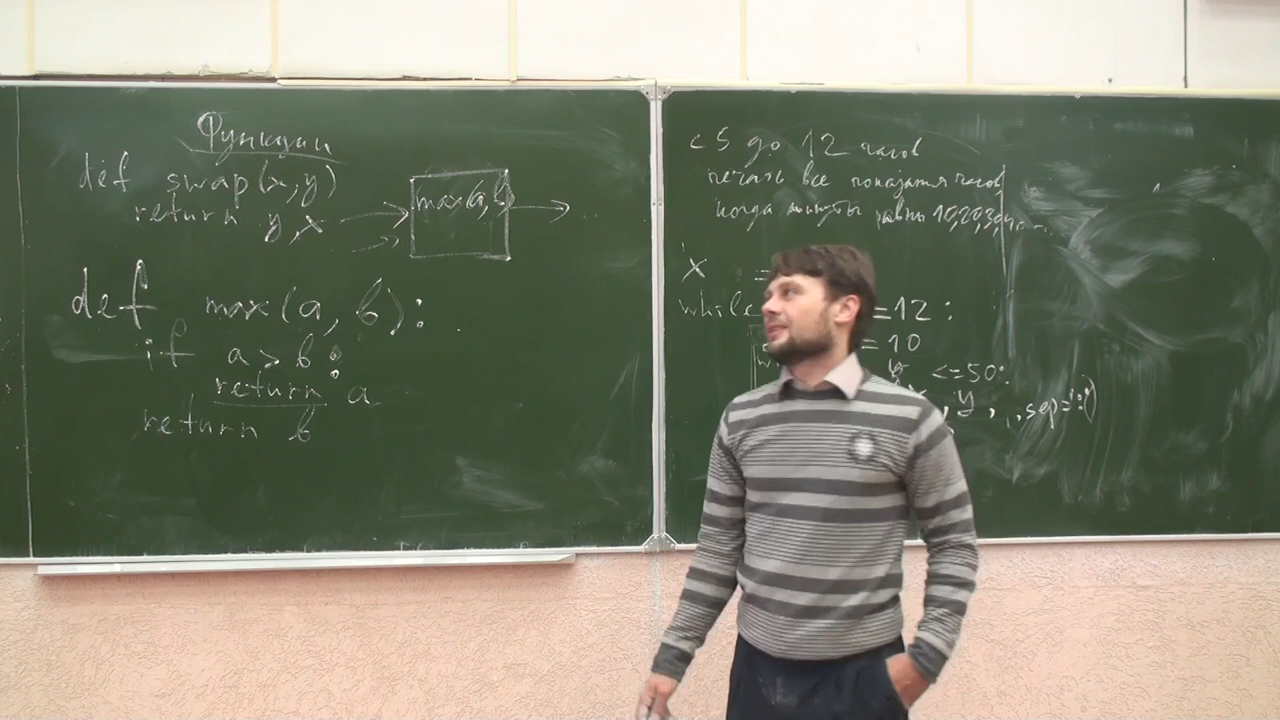 Функции
def swap(x,y)
return y,x
max(a,b)
def max(a, b):
if a > b:
return a
return b
с 5 до 12 часов
печать все показания часов
когда минуты равны 10,20,30,
x =
while =12:
= 10
y <=50:
, y, , sep=':')